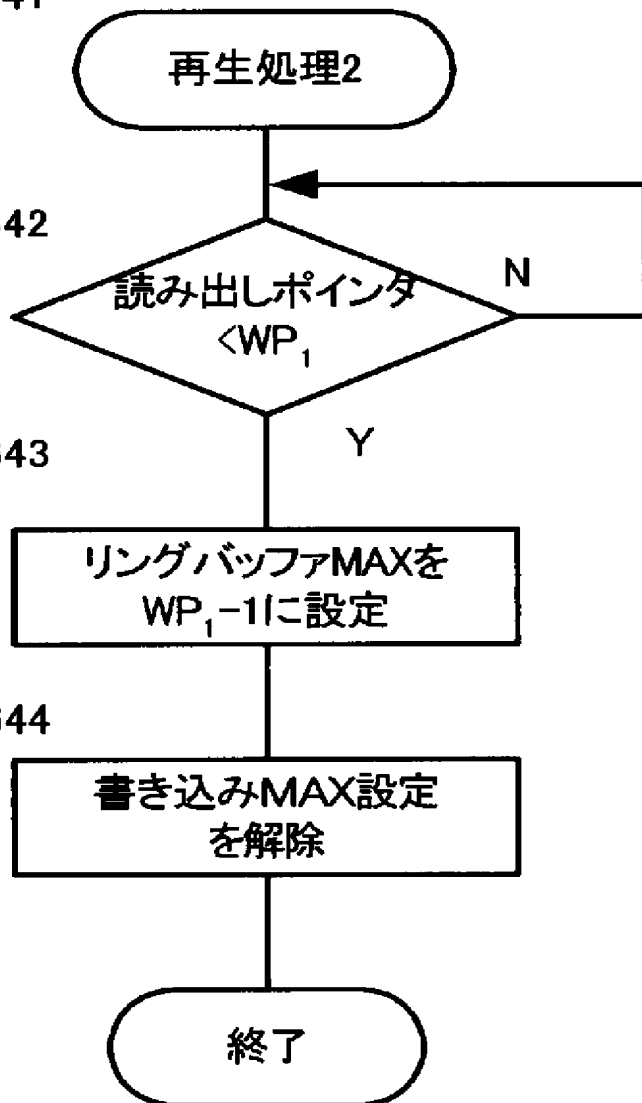 再生処理2
42
読み出しポインタ
<WP₁
N
Y
43
リングバッファMAXを
WP₁-1に設定
44
書き込みMAX設定
を解除
終了